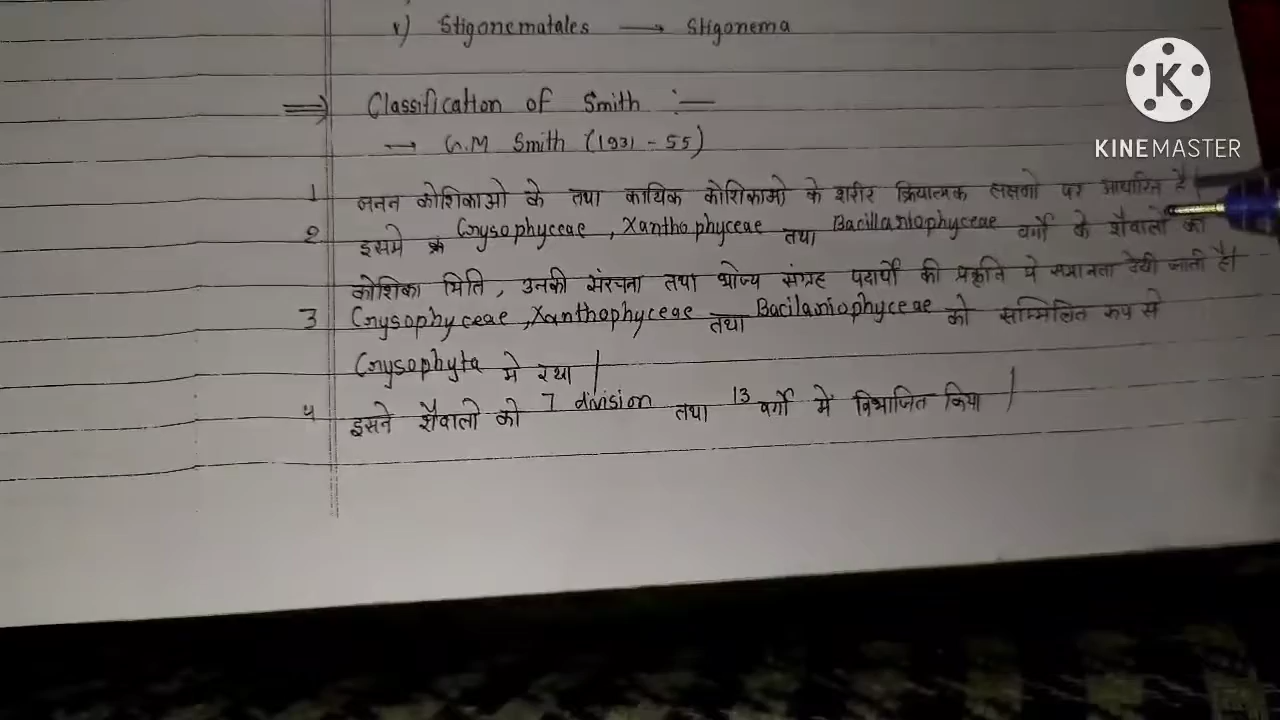 v) Stigonematales → Stigonema
⇒ Classification of Smith :—
→ G.M Smith (1931 - 55)
1 जनन कोशिकाओ के तथा कायिक कोशिकाओ के शरीर क्रियात्मक लक्षणो पर आधारित है।
2 इसमे Crysophyceae, Xanthophyceae तथा Bacillariophyceae वर्गो के शैवालो का
कोशिका भिति, उनकी संरचना तथा भोज्य संग्रह पदार्थो की प्रकृति मे समानता देखी जाती है।
3 Crysophyceae, Xanthophyceae तथा Bacilariophyceae को सम्मिलित रूप से
Crysophyta मे रखा |
4 इसने शैवालो को 7 division तथा 13 वर्गो में विभाजित किया |
K
KINEMASTER